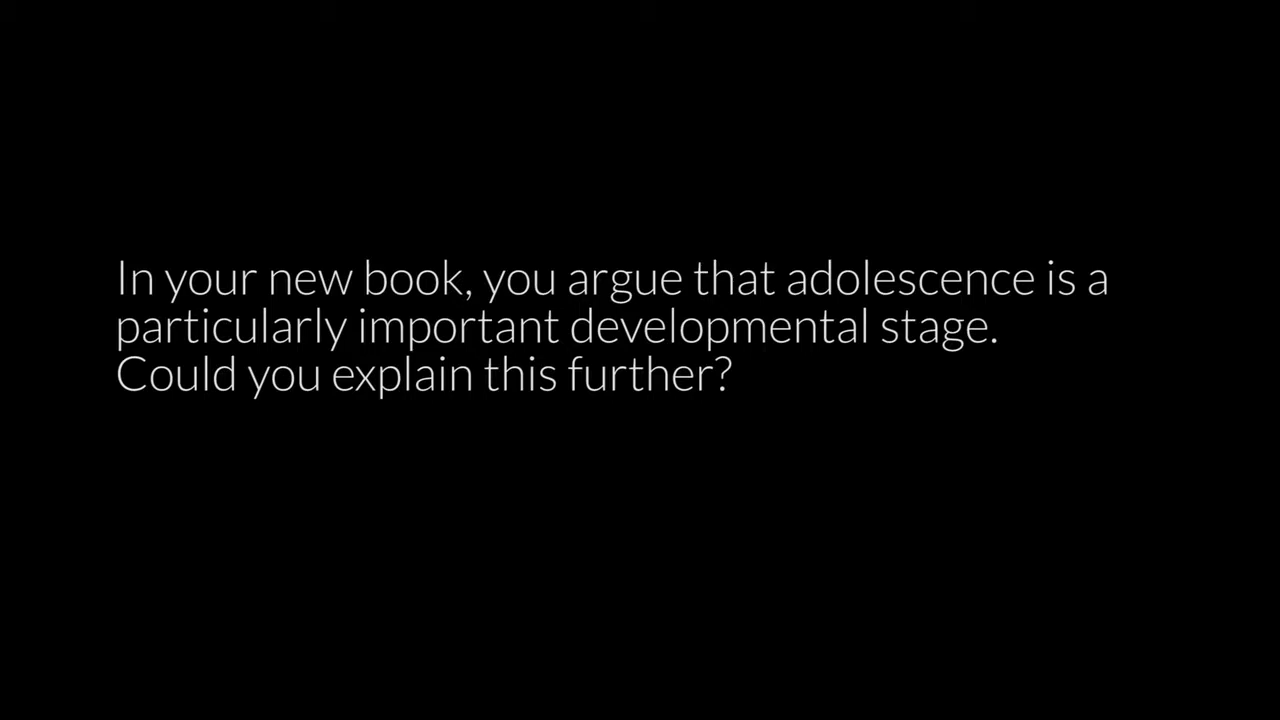 In your new book, you argue that adolescence is a
particularly important developmental stage.
Could you explain this further?